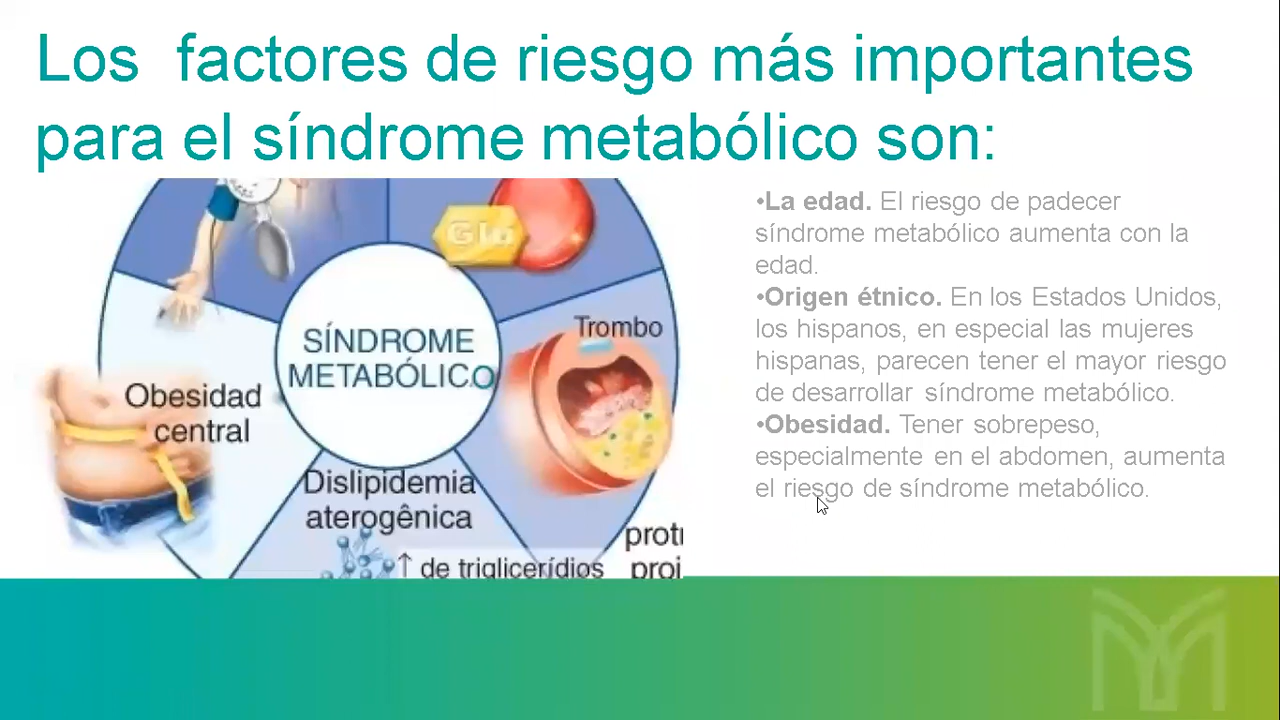 Los factores de riesgo más importantes
para el síndrome metabólico son:
Glu
Trombo
SÍNDROME
METABÓLICO
Obesidad
central
Dislipidemia
aterogênica
↑ de triglicerídios
•La edad. El riesgo de padecer
síndrome metabólico aumenta con la
edad.
•Origen étnico. En los Estados Unidos,
los hispanos, en especial las mujeres
hispanas, parecen tener el mayor riesgo
de desarrollar síndrome metabólico.
•Obesidad. Tener sobrepeso,
especialmente en el abdomen, aumenta
el riesgo de síndrome metabólico.